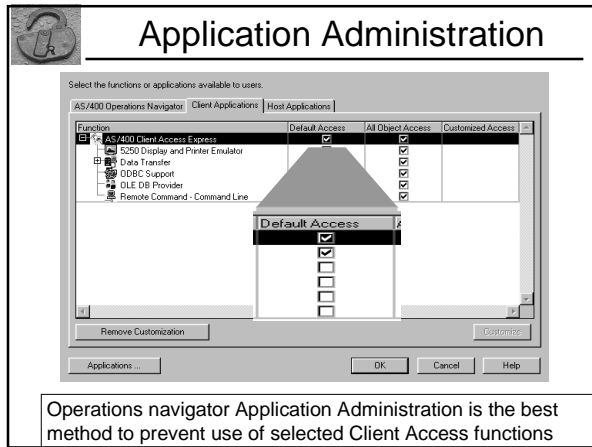 Application Administration
Select the functions or applications available to users.
AS/400 Operations Navigator Client Applications Host Applications
Function Default Access All Object Access Customized Access
AS/400 Client Access Express
5250 Display and Printer Emulator
Data Transfer
ODBC Support
OLE DB Provider
Remote Command - Command Line
Default Access
Remove Customization Customize
Applications ... OK Cancel Help
Operations navigator Application Administration is the best
method to prevent use of selected Client Access functions